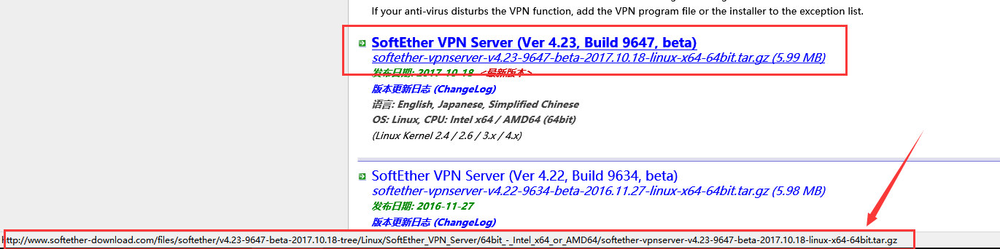 If your anti-virus disturbs the VPN function, add the VPN program file or the installer to the exception list.
SoftEther VPN Server (Ver 4.23, Build 9647, beta)
softether-vpnserver-v4.23-9647-beta-2017.10.18-linux-x64-64bit.tar.gz (5.99 MB)
发布日期: 2017-10-18 <最新版本>
版本更新日志 (ChangeLog)
语言: English, Japanese, Simplified Chinese
OS: Linux, CPU: Intel x64 / AMD64 (64bit)
(Linux Kernel 2.4 / 2.6 / 3.x / 4.x)
SoftEther VPN Server (Ver 4.22, Build 9634, beta)
softether-vpnserver-v4.22-9634-beta-2016.11.27-linux-x64-64bit.tar.gz (5.98 MB)
发布日期: 2016-11-27
版本更新日志 (ChangeLog)
http://www.softether-download.com/files/softether/v4.23-9647-beta-2017.10.18-tree/Linux/SoftEther_VPN_Server/64bit_-_Intel_x64_or_AMD64/softether-vpnserver-v4.23-9647-beta-2017.10.18-linux-x64-64bit.tar.gz